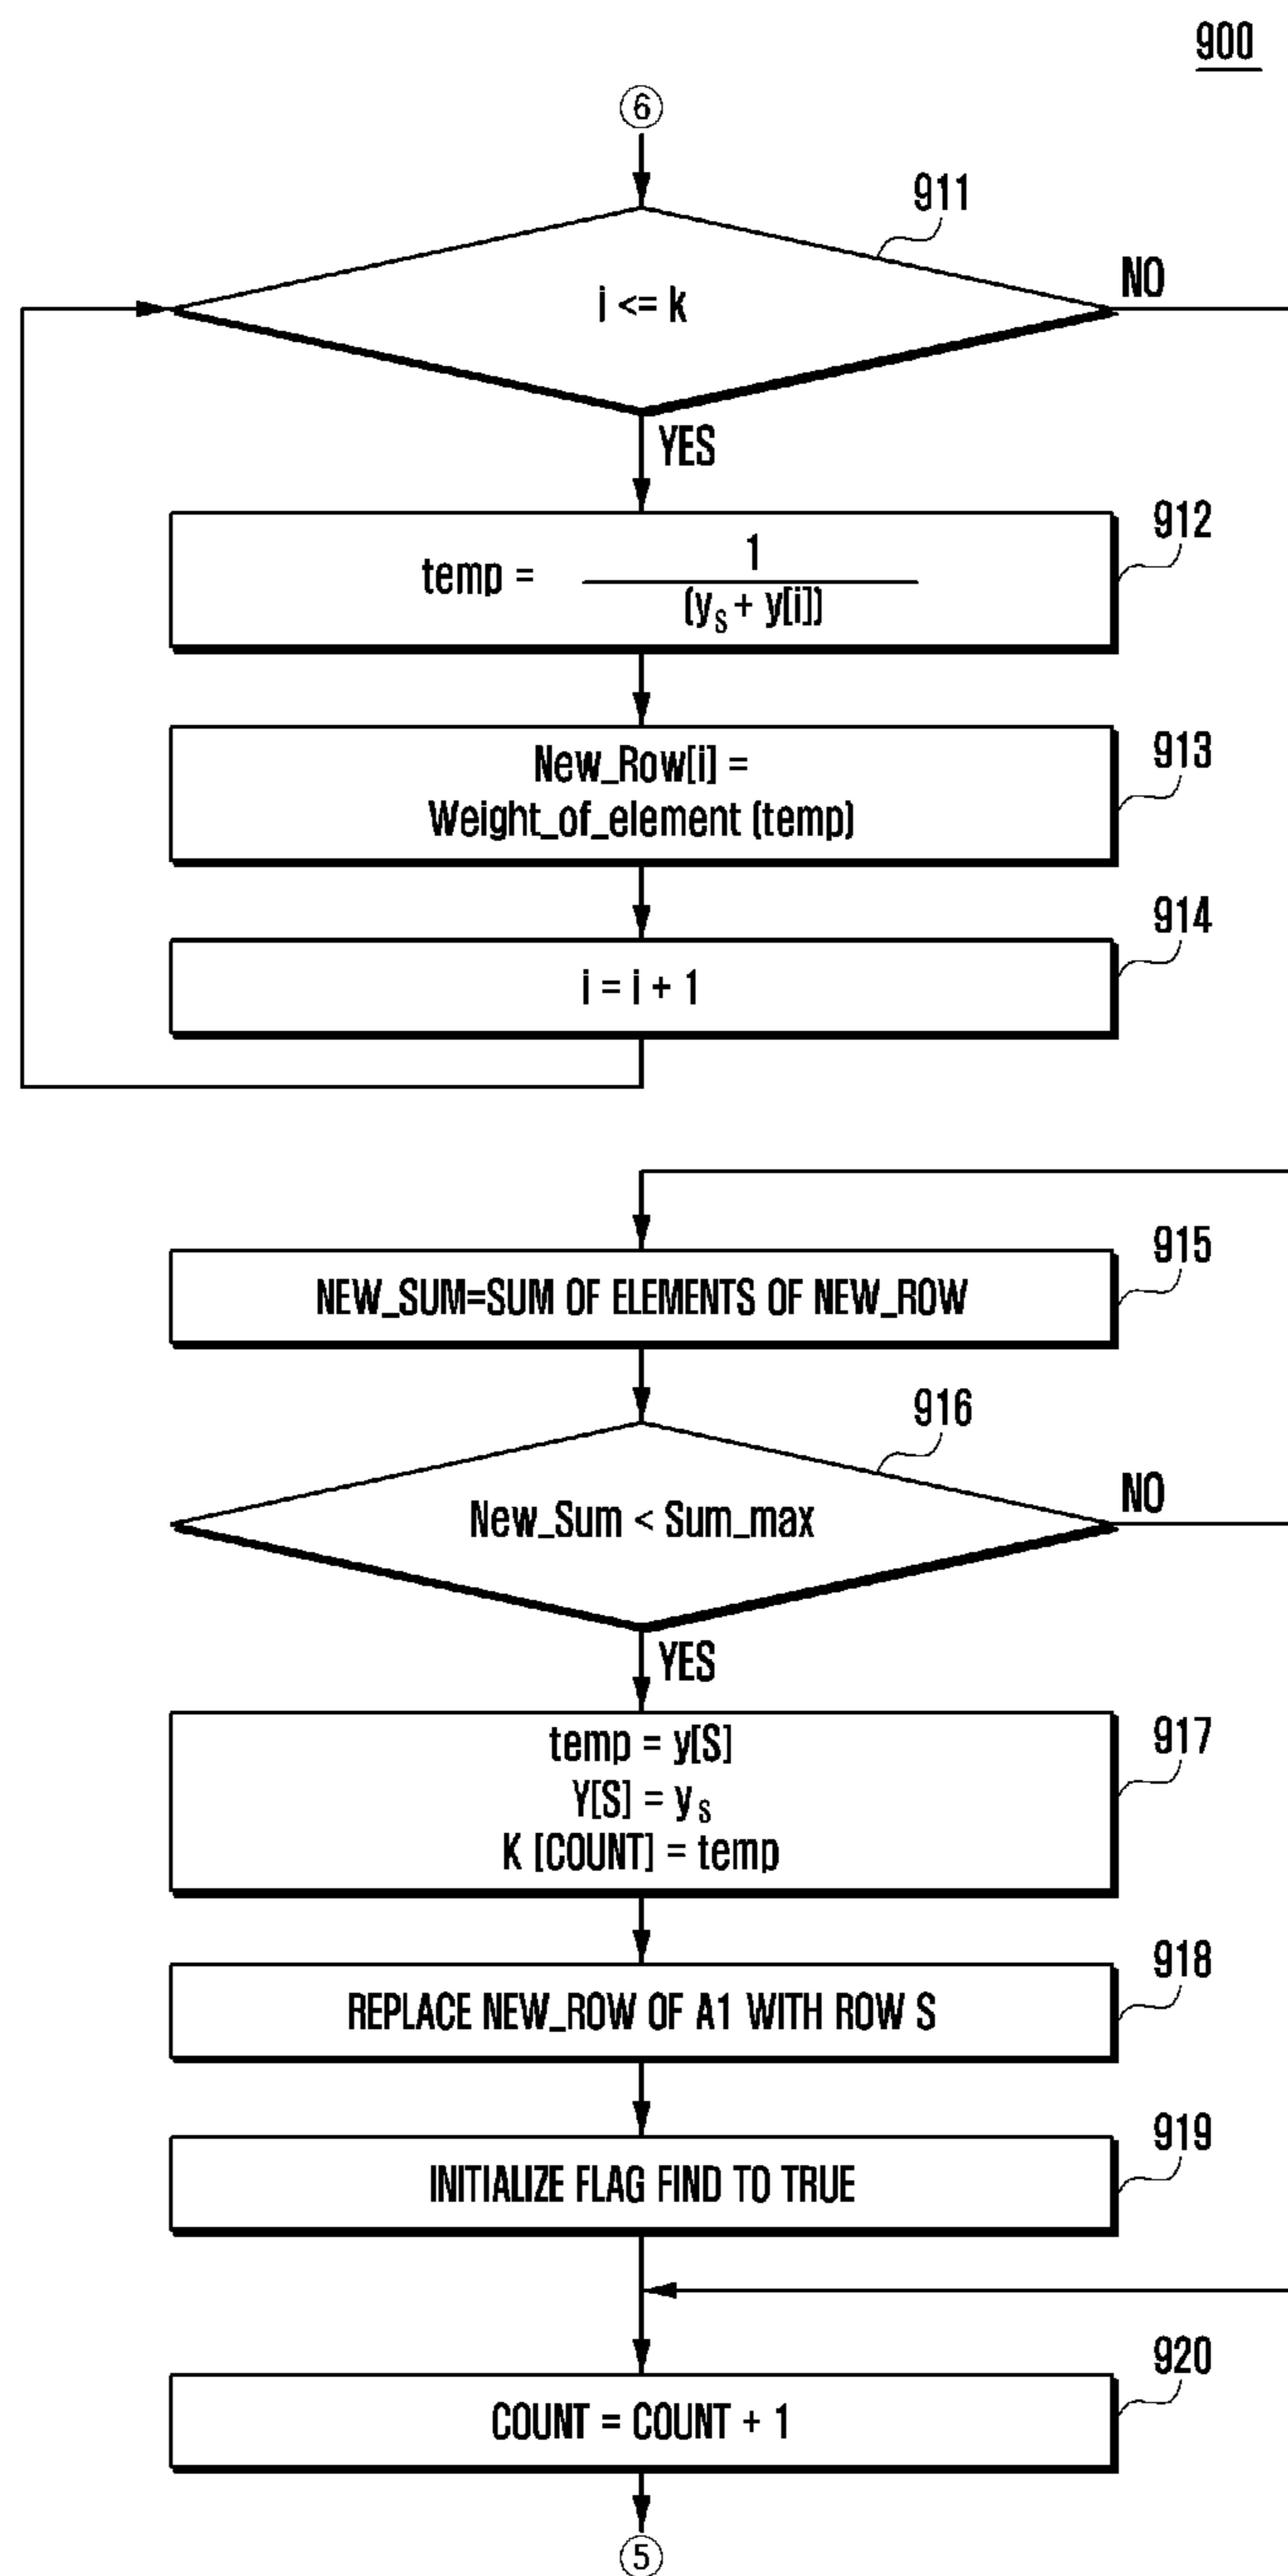 900
⑥
911
i <= k
NO
YES
912
temp = 1 / (yS + y[i])
913
New_Row[i] =
Weight_of_element (temp)
914
i = i + 1
915
NEW_SUM=SUM OF ELEMENTS OF NEW_ROW
916
New_Sum < Sum_max
NO
YES
917
temp = y[S]
Y[S] = yS
K [COUNT] = temp
918
REPLACE NEW_ROW OF A1 WITH ROW S
919
INITIALIZE FLAG FIND TO TRUE
920
COUNT = COUNT + 1
⑤